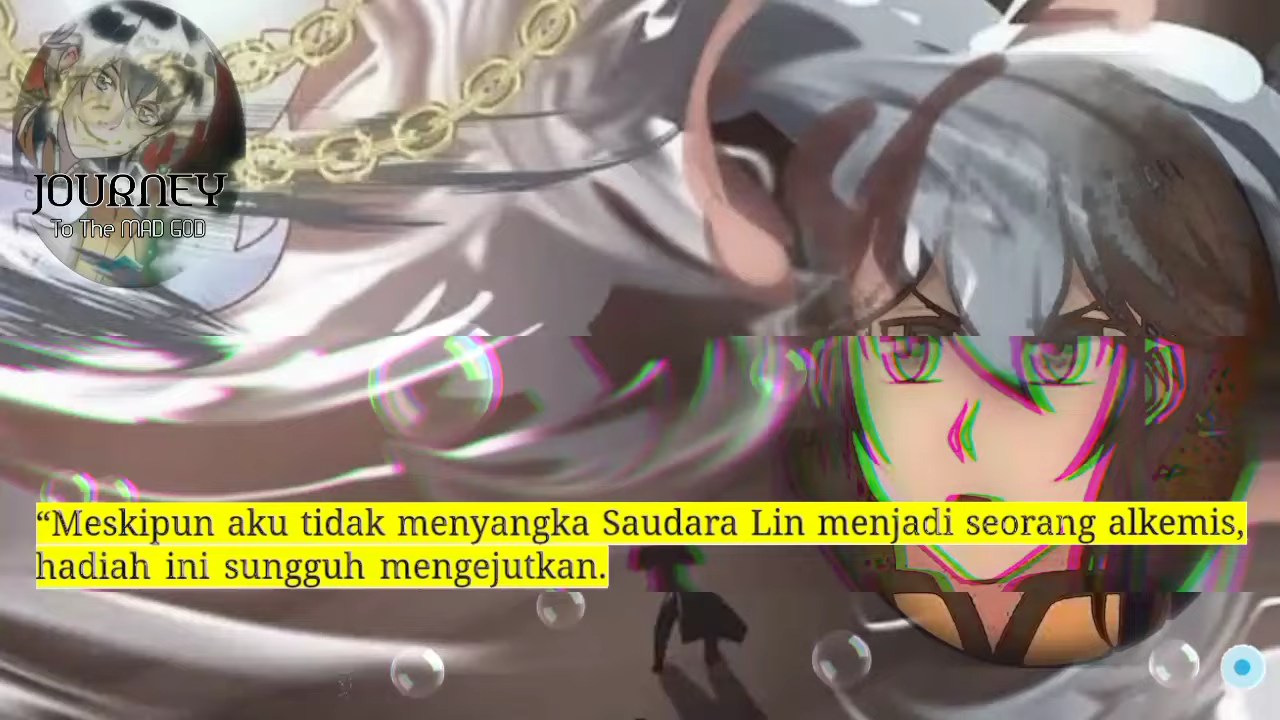 JOURNEY
To The MAD GOD
“Meskipun aku tidak menyangka Saudara Lin menjadi seorang alkemis,
hadiah ini sungguh mengejutkan.